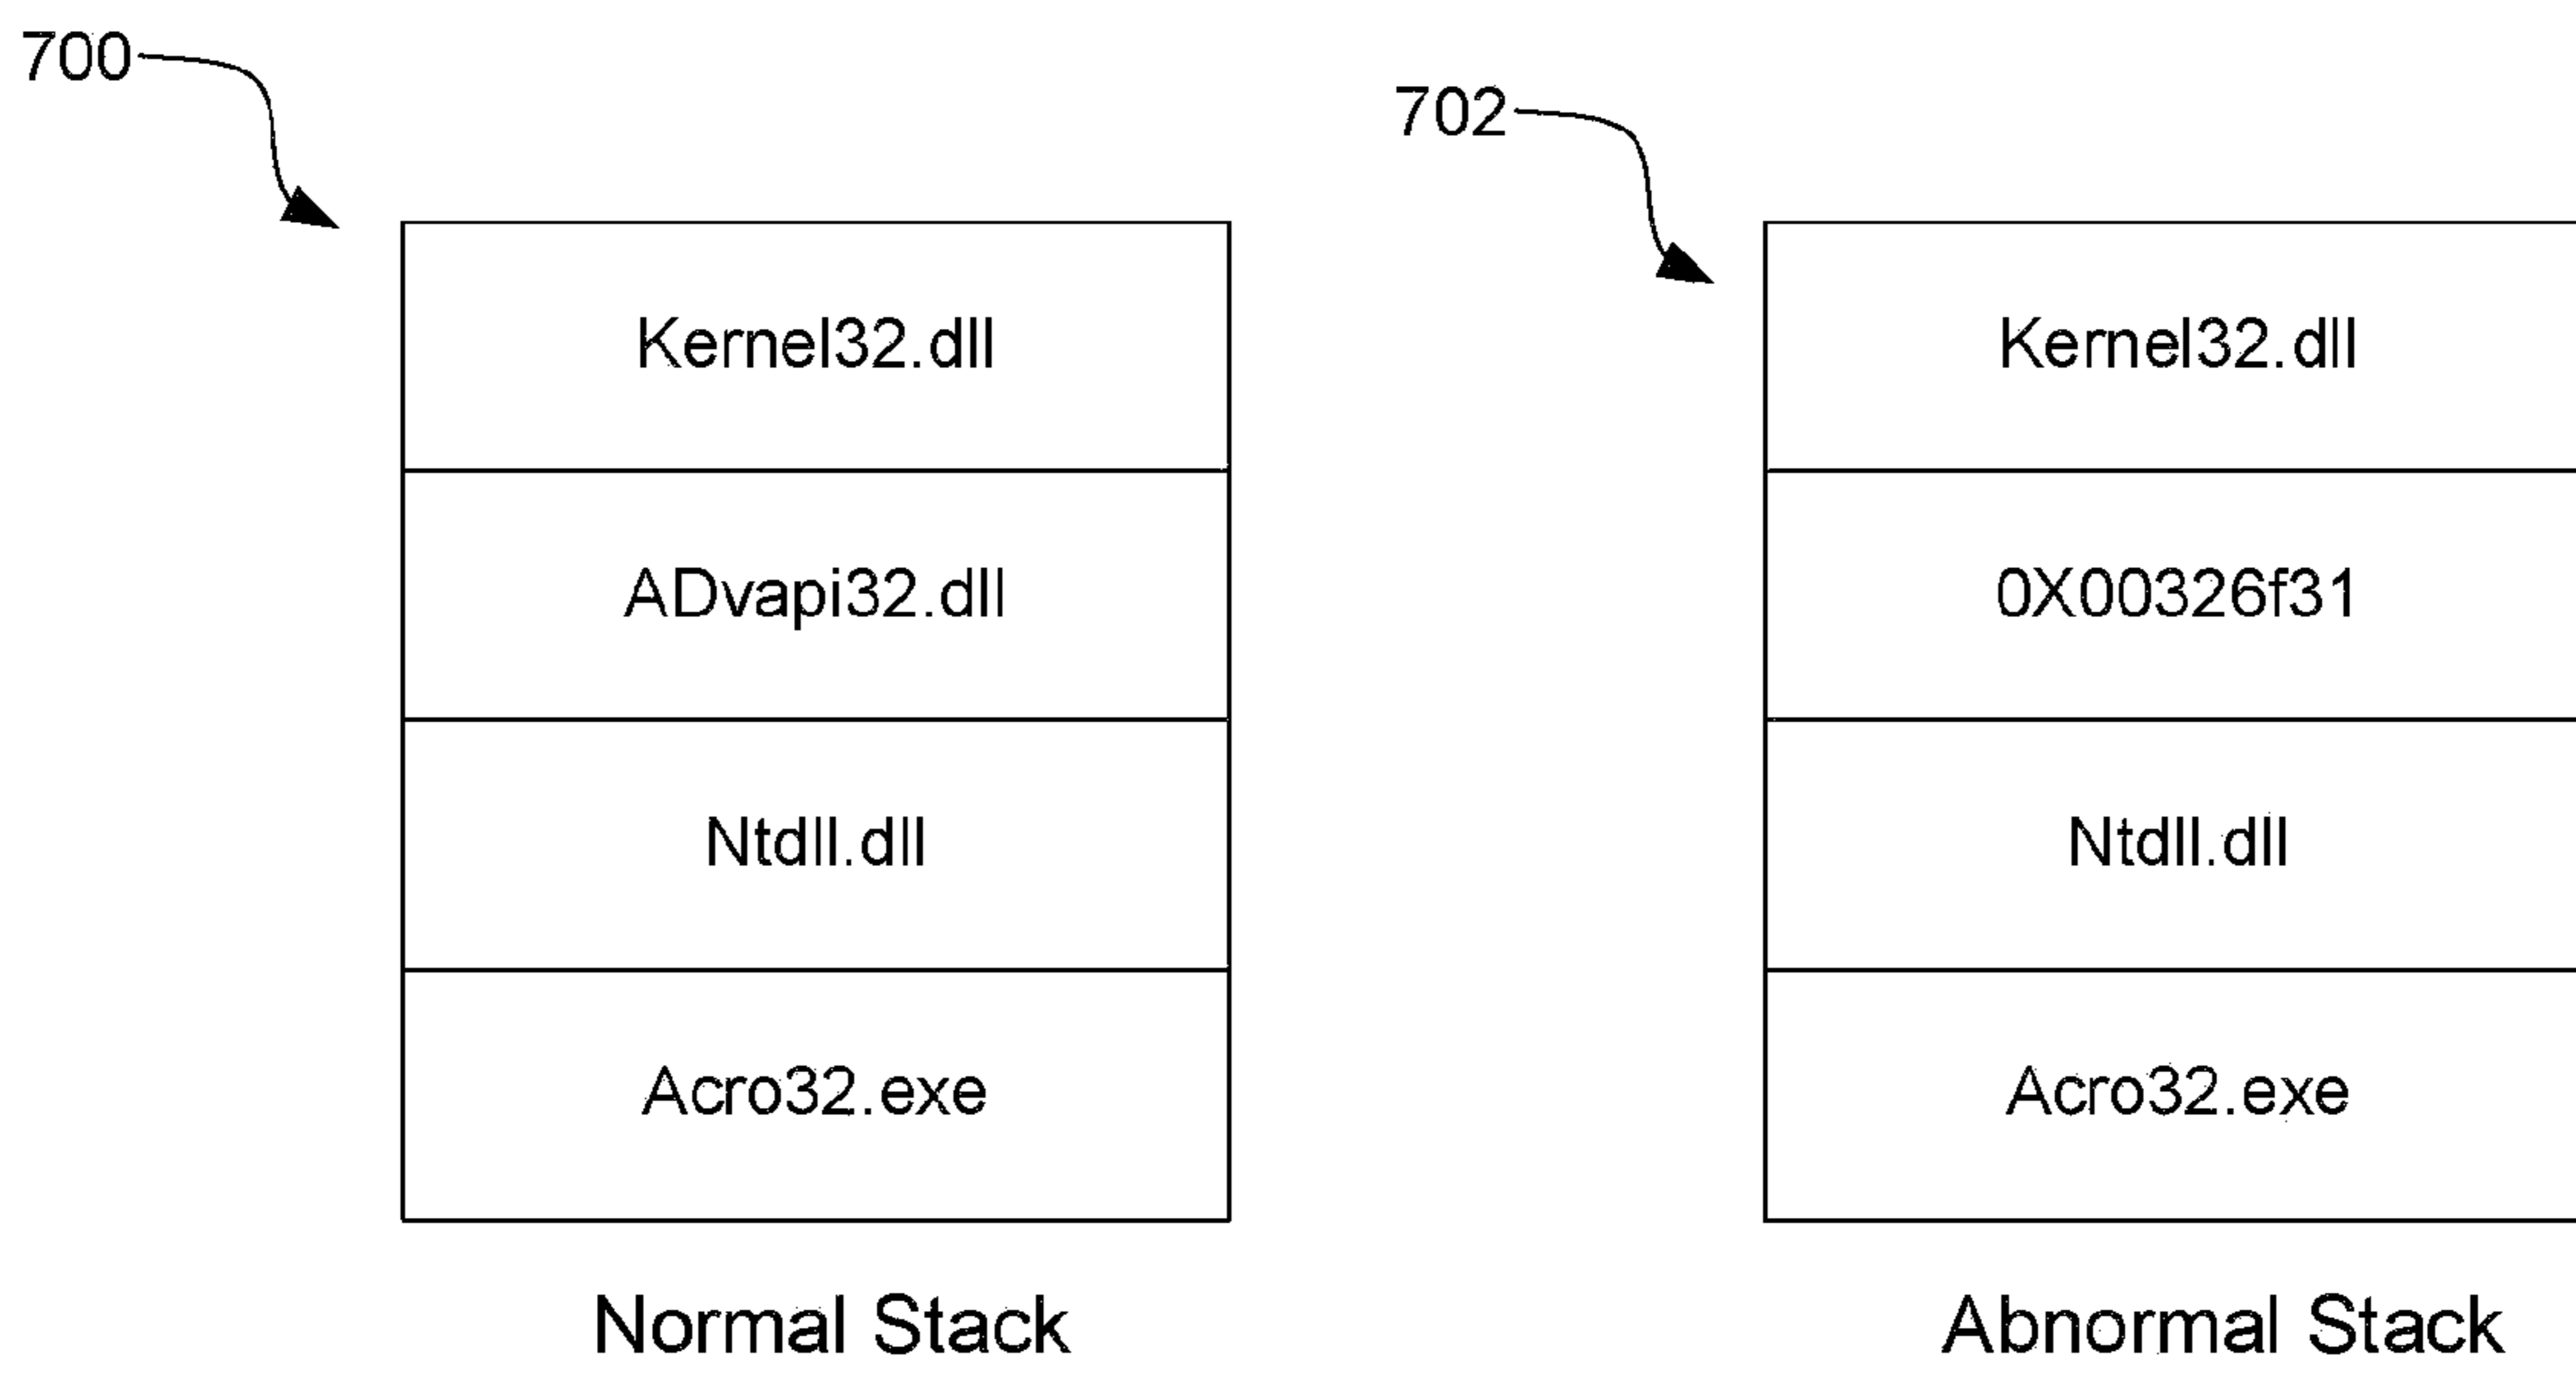 700
702
Kernel32.dll
ADvapi32.dll
Ntdll.dll
Acro32.exe
Normal Stack
Kernel32.dll
0X00326f31
Ntdll.dll
Acro32.exe
Abnormal Stack